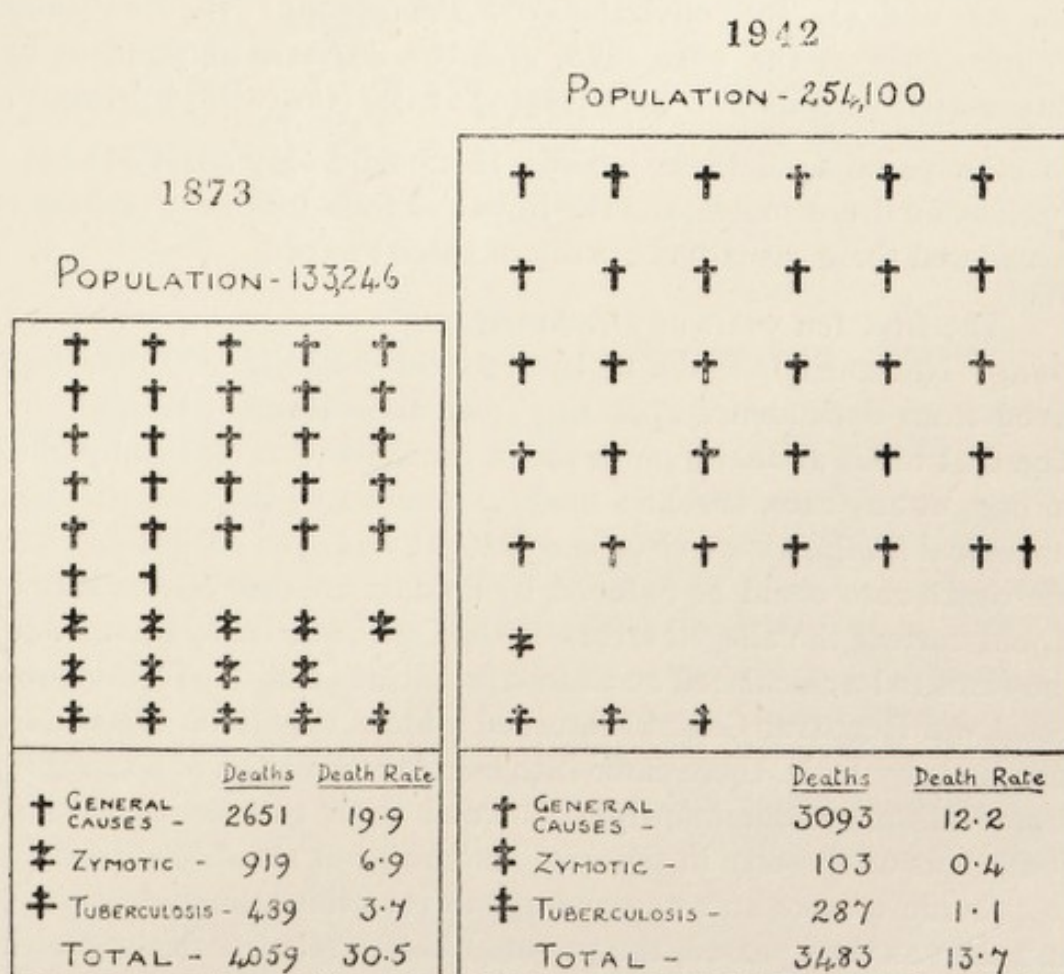 1873
POPULATION - 133,246
Deaths Death Rate
GENERAL
CAUSES - 2651 19·9
ZYMOTIC - 919 6·9
TUBERCULOSIS - 439 3·7
TOTAL - 4059 30·5
1942
POPULATION - 254,100
Deaths Death Rate
GENERAL
CAUSES - 3093 12·2
ZYMOTIC - 103 0·4
TUBERCULOSIS - 287 1·1
TOTAL - 3483 13·7